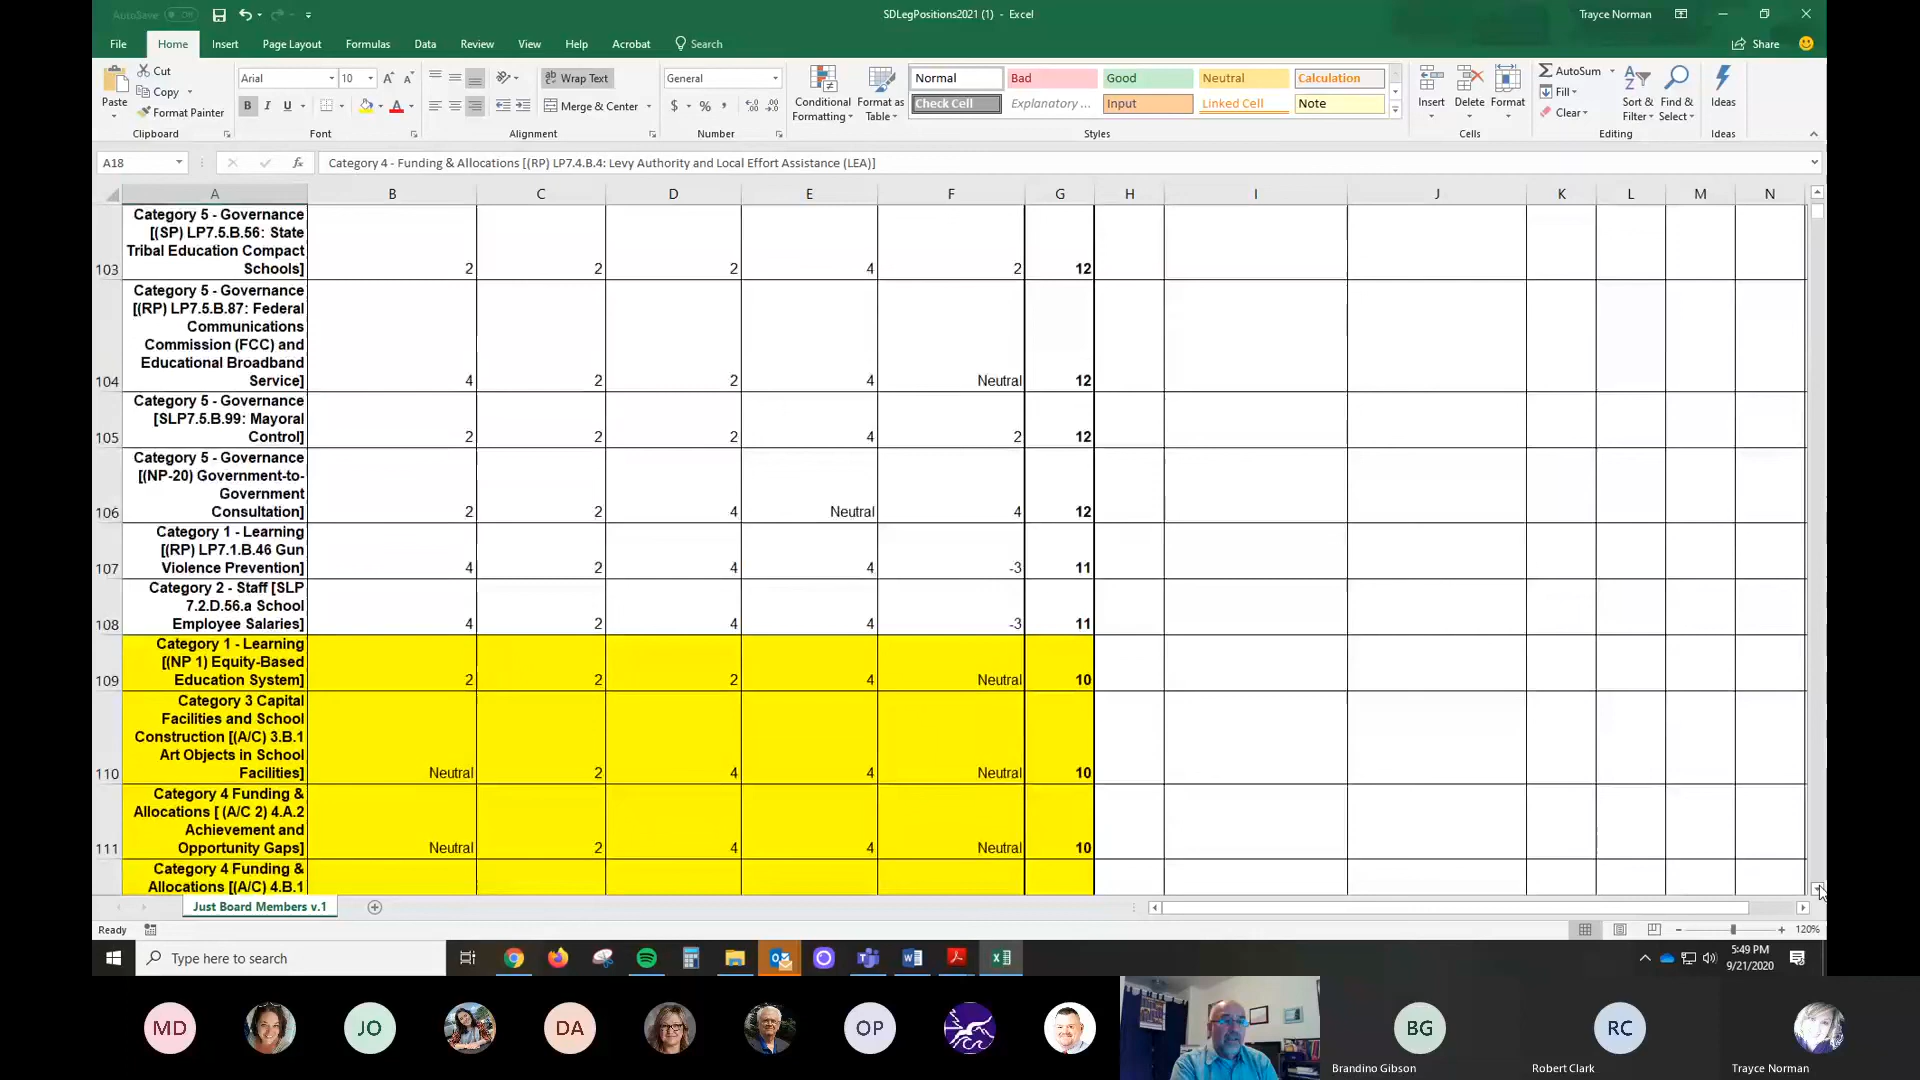 AutoSave Off SDLegPositions2021 (1) - Excel Trayce Norman
File Home Insert Page Layout Formulas Data Review View Help Acrobat Search Share
Paste Cut Copy Format Painter Arial 10 Wrap Text Merge & Center General Conditional Formatting Format as Table Normal Bad Good Neutral Calculation Insert Delete Format AutoSum Fill Clear Sort & Filter Find & Select Ideas
Check Cell Explanatory ... Input Linked Cell Note
Clipboard Font Alignment Number Styles Cells Editing Ideas
A18 fx Category 4 - Funding & Allocations [(RP) LP7.4.B.4: Levy Authority and Local Effort Assistance (LEA)]
A B C D E F G H I J K L M N
Category 5 - Governance
[(SP) LP7.5.B.56: State
Tribal Education Compact
103 Schools] 2 2 2 4 2 12
Category 5 - Governance
[(RP) LP7.5.B.87: Federal
Communications
Commission (FCC) and
Educational Broadband
104 Service] 4 2 2 4 Neutral 12
Category 5 - Governance
[SLP7.5.B.99: Mayoral
105 Control] 2 2 2 4 2 12
Category 5 - Governance
[(NP-20) Government-to-
Government
106 Consultation] 2 2 4 Neutral 4 12
Category 1 - Learning
[(RP) LP7.1.B.46 Gun
107 Violence Prevention] 4 2 4 4 -3 11
Category 2 - Staff [SLP
7.2.D.56.a School
108 Employee Salaries] 4 2 4 4 -3 11
Category 1 - Learning
[(NP 1) Equity-Based
109 Education System] 2 2 2 4 Neutral 10
Category 3 Capital
Facilities and School
Construction [(A/C) 3.B.1
Art Objects in School
110 Facilities] Neutral 2 4 4 Neutral 10
Category 4 Funding &
Allocations [ (A/C 2) 4.A.2
Achievement and
111 Opportunity Gaps] Neutral 2 4 4 Neutral 10
Category 4 Funding &
Allocations [(A/C) 4.B.1
Just Board Members v.1
Ready 120%
Type here to search 5:49 PM
9/21/2020
MD JO DA OP BG RC
Brandino Gibson Robert Clark Trayce Norman